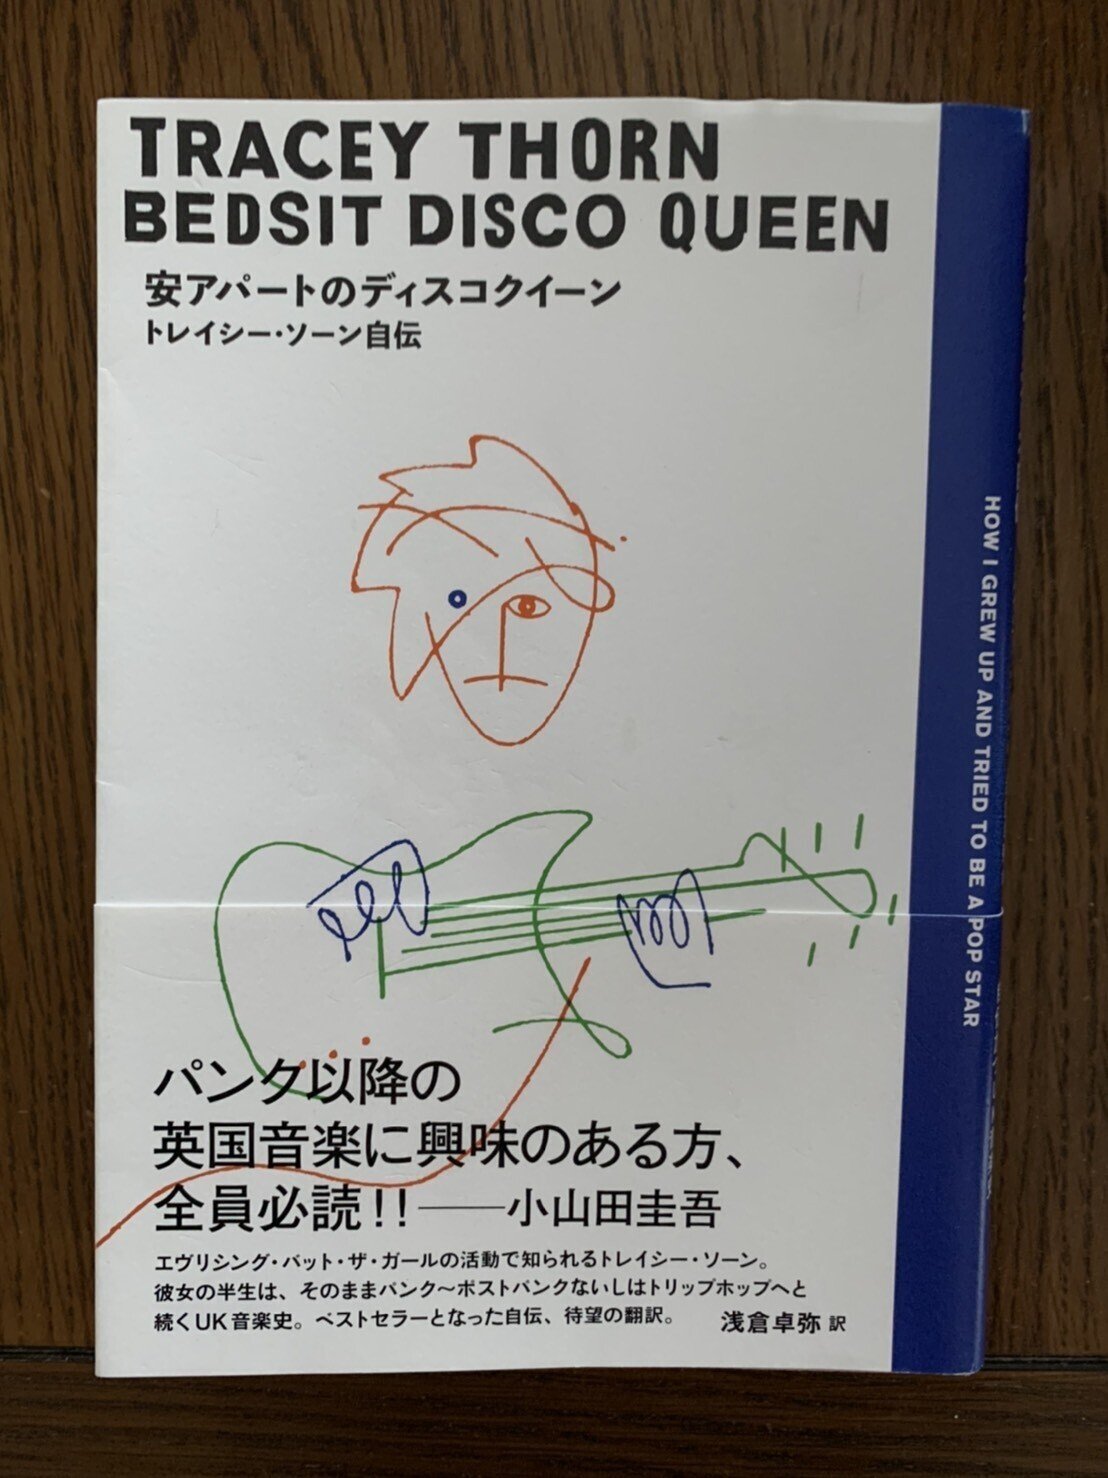 TRACEY THORN
BEDSIT DISCO QUEEN
安アパートのディスコクイーン
トレイシー・ソーン自伝
HOW I GREW UP AND TRIED TO BE A POP STAR
パンク以降の
英国音楽に興味のある方、
全員必読!!──小山田圭吾
エヴリシング・バット・ザ・ガールの活動で知られるトレイシー・ソーン。
彼女の半生は、そのままパンク〜ポストパンクないしはトリップホップへと
続くUK音楽史。ベストセラーとなった自伝、待望の翻訳。
浅倉卓弥 訳